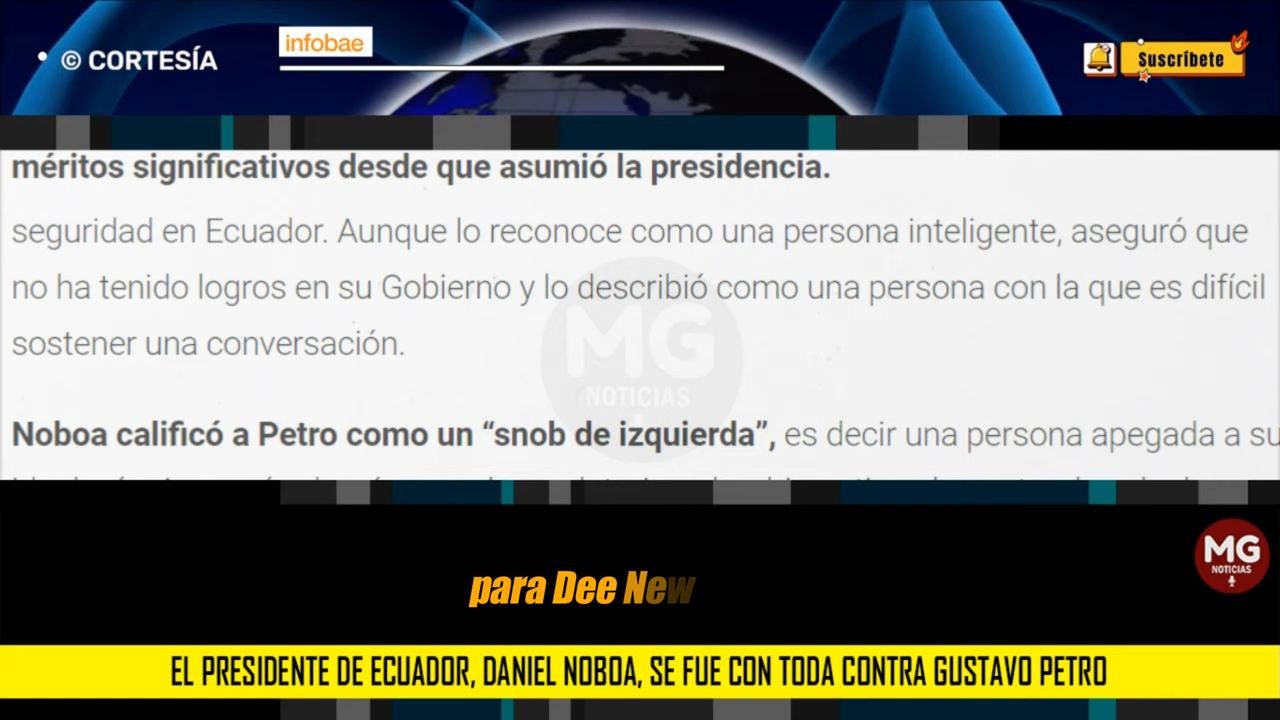 © CORTESÍA
infobae
Suscríbete
méritos significativos desde que asumió la presidencia.
seguridad en Ecuador. Aunque lo reconoce como una persona inteligente, aseguró que
no ha tenido logros en su Gobierno y lo describió como una persona con la que es difícil
sostener una conversación.
MG
NOTICIAS
Noboa calificó a Petro como un “snob de izquierda”, es decir una persona apegada a su
MG
NOTICIAS
para Dee New
EL PRESIDENTE DE ECUADOR, DANIEL NOBOA, SE FUE CON TODA CONTRA GUSTAVO PETRO